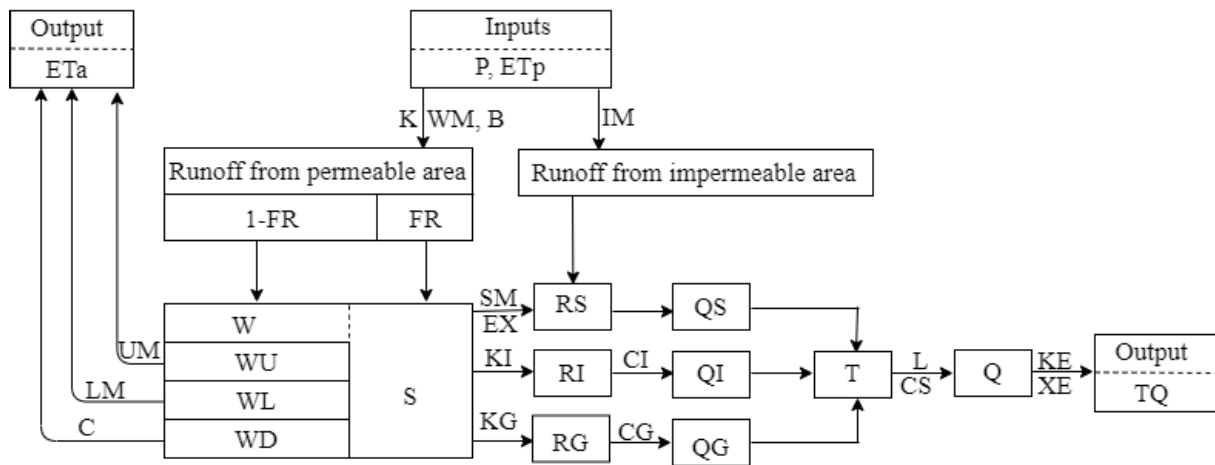 Output
ETa
Inputs
P, ETp
K
WM, B
IM
Runoff from permeable area
1-FR
FR
Runoff from impermeable area
W
WU
WL
WD
S
UM
LM
C
SM
EX
KI
KG
RS
RI
RG
CI
CG
QS
QI
QG
T
L
CS
Q
KE
XE
Output
TQ